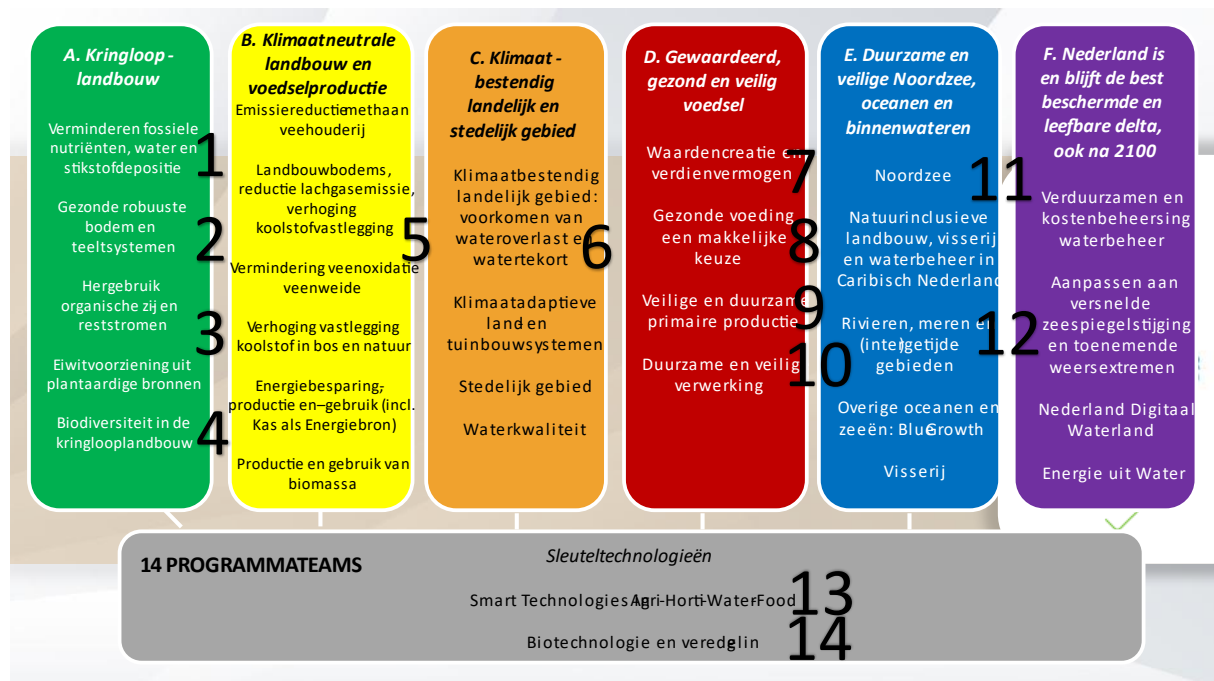 A. Kringloop -
landbouw
Verminderen fossiele
nutriënten, water en
stikstofdepositie
1
Gezonde robuuste
bodem en
teeltsystemen
2
Hergebruik
organische zij en
reststromen
3
Eiwitvoorziening uit
plantaardige bronnen
Biodiversiteit in de
kringlooplandbouw
4
B. Klimaatneutrale
landbouw en
voedselproductie
Emissiereductie methaan
veehouderij
Landbouwbodems,
reductie lachgasemissie,
verhoging
koolstofvastlegging
5
Vermindering veenoxidatie
veenweide
Verhoging vastlegging
koolstof in bos en natuur
Energiebesparing,-
productie en–gebruik (incl.
Kas als Energiebron)
Productie en gebruik van
biomassa
C. Klimaat -
bestendig
landelijk en
stedelijk gebied
Klimaatbestendig
landelijk gebied:
voorkomen van
wateroverlast en
watertekort
6
Klimaatadaptieve
land- en
tuinbouwsystemen
Stedelijk gebied
Waterkwaliteit
D. Gewaardeerd,
gezond en veilig
voedsel
Waardencreatie en
verdienvermogen
7
Gezonde voeding
een makkelijke
keuze
8
Veilige en duurzame
primaire productie
9
Duurzame en veilig
verwerking
10
E. Duurzame en
veilige Noordzee,
oceanen en
binnenwateren
Noordzee
11
Natuurinclusieve
landbouw, visserij
en waterbeheer in
Caribisch Nederland
Rivieren, meren en
(inter)getijde
gebieden
12
Overige oceanen en
zeeën: Blue Growth
Visserij
F. Nederland is
en blijft de best
beschermde en
leefbare delta,
ook na 2100
Verduurzamen en
kostenbeheersing
waterbeheer
Aanpassen aan
versnelde
zeespiegelstijging
en toenemende
weersextremen
Nederland Digitaal
Waterland
Energie uit Water
14 PROGRAMMATEAMS
Sleuteltechnologieën
Smart Technologies in Agri-Horti-Water-Food
13
Biotechnologie en veredeling
14